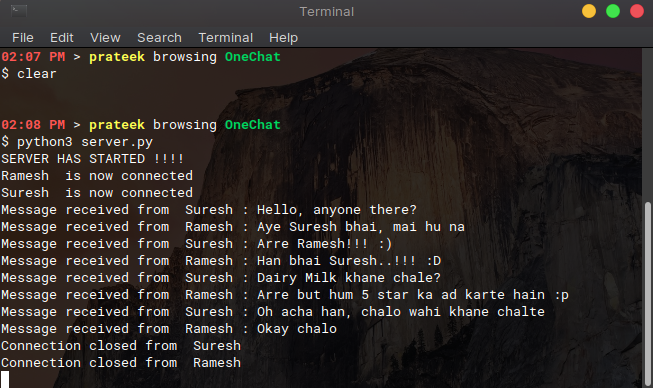 Terminal
File Edit View Search Terminal Help
02:07 PM > prateek browsing OneChat
$ clear
02:08 PM > prateek browsing OneChat
$ python3 server.py
SERVER HAS STARTED !!!!
Ramesh  is now connected
Suresh  is now connected
Message received from  Suresh : Hello, anyone there?
Message received from  Ramesh : Aye Suresh bhai, mai hu na
Message received from  Suresh : Arre Ramesh!!! :)
Message received from  Ramesh : Han bhai Suresh..!!! :D
Message received from  Suresh : Dairy Milk khane chale?
Message received from  Ramesh : Arre but hum 5 star ka ad karte hain :p
Message received from  Suresh : Oh acha han, chalo wahi khane chalte
Message received from  Ramesh : Okay chalo
Connection closed from  Suresh
Connection closed from  Ramesh